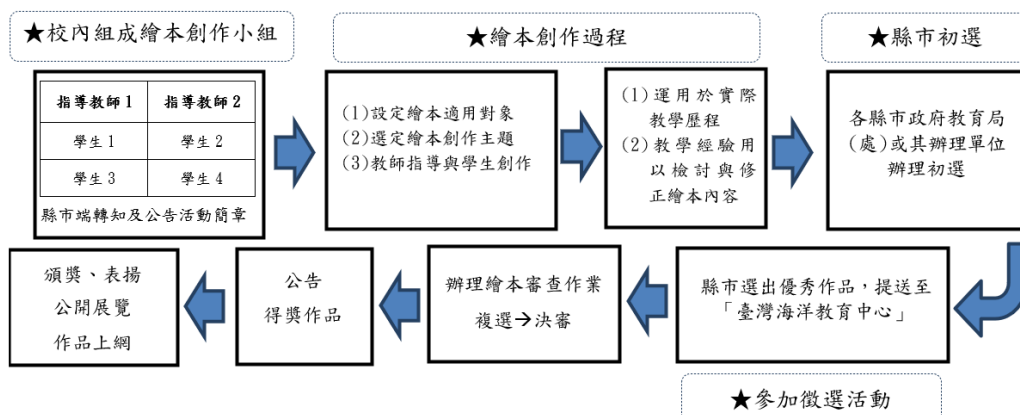 ★校內組成繪本創作小組
指導教師1 指導教師2
學生1 學生2
學生3 學生4
縣市端轉知及公告活動簡章
★繪本創作過程
(1)設定繪本適用對象
(2)選定繪本創作主題
(3)教師指導與學生創作
(1)運用於實際
教學歷程
(2)教學經驗用
以檢討與修
正繪本內容
★縣市初選
各縣市政府教育局
(處)或其辦理單位
辦理初選
縣市選出優秀作品，提送至
「臺灣海洋教育中心」
★參加徵選活動
辦理繪本審查作業
複選→決審
公告
得獎作品
頒獎、表揚
公開展覽
作品上網